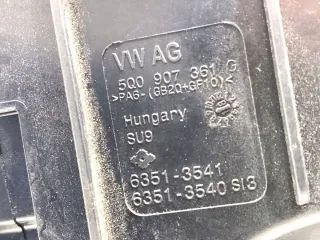 VW AG
5Q0 907 361 G
>PA6-(GB20+GF10)<
Hungary
SU9
6351-3541
6351-3540 SI3